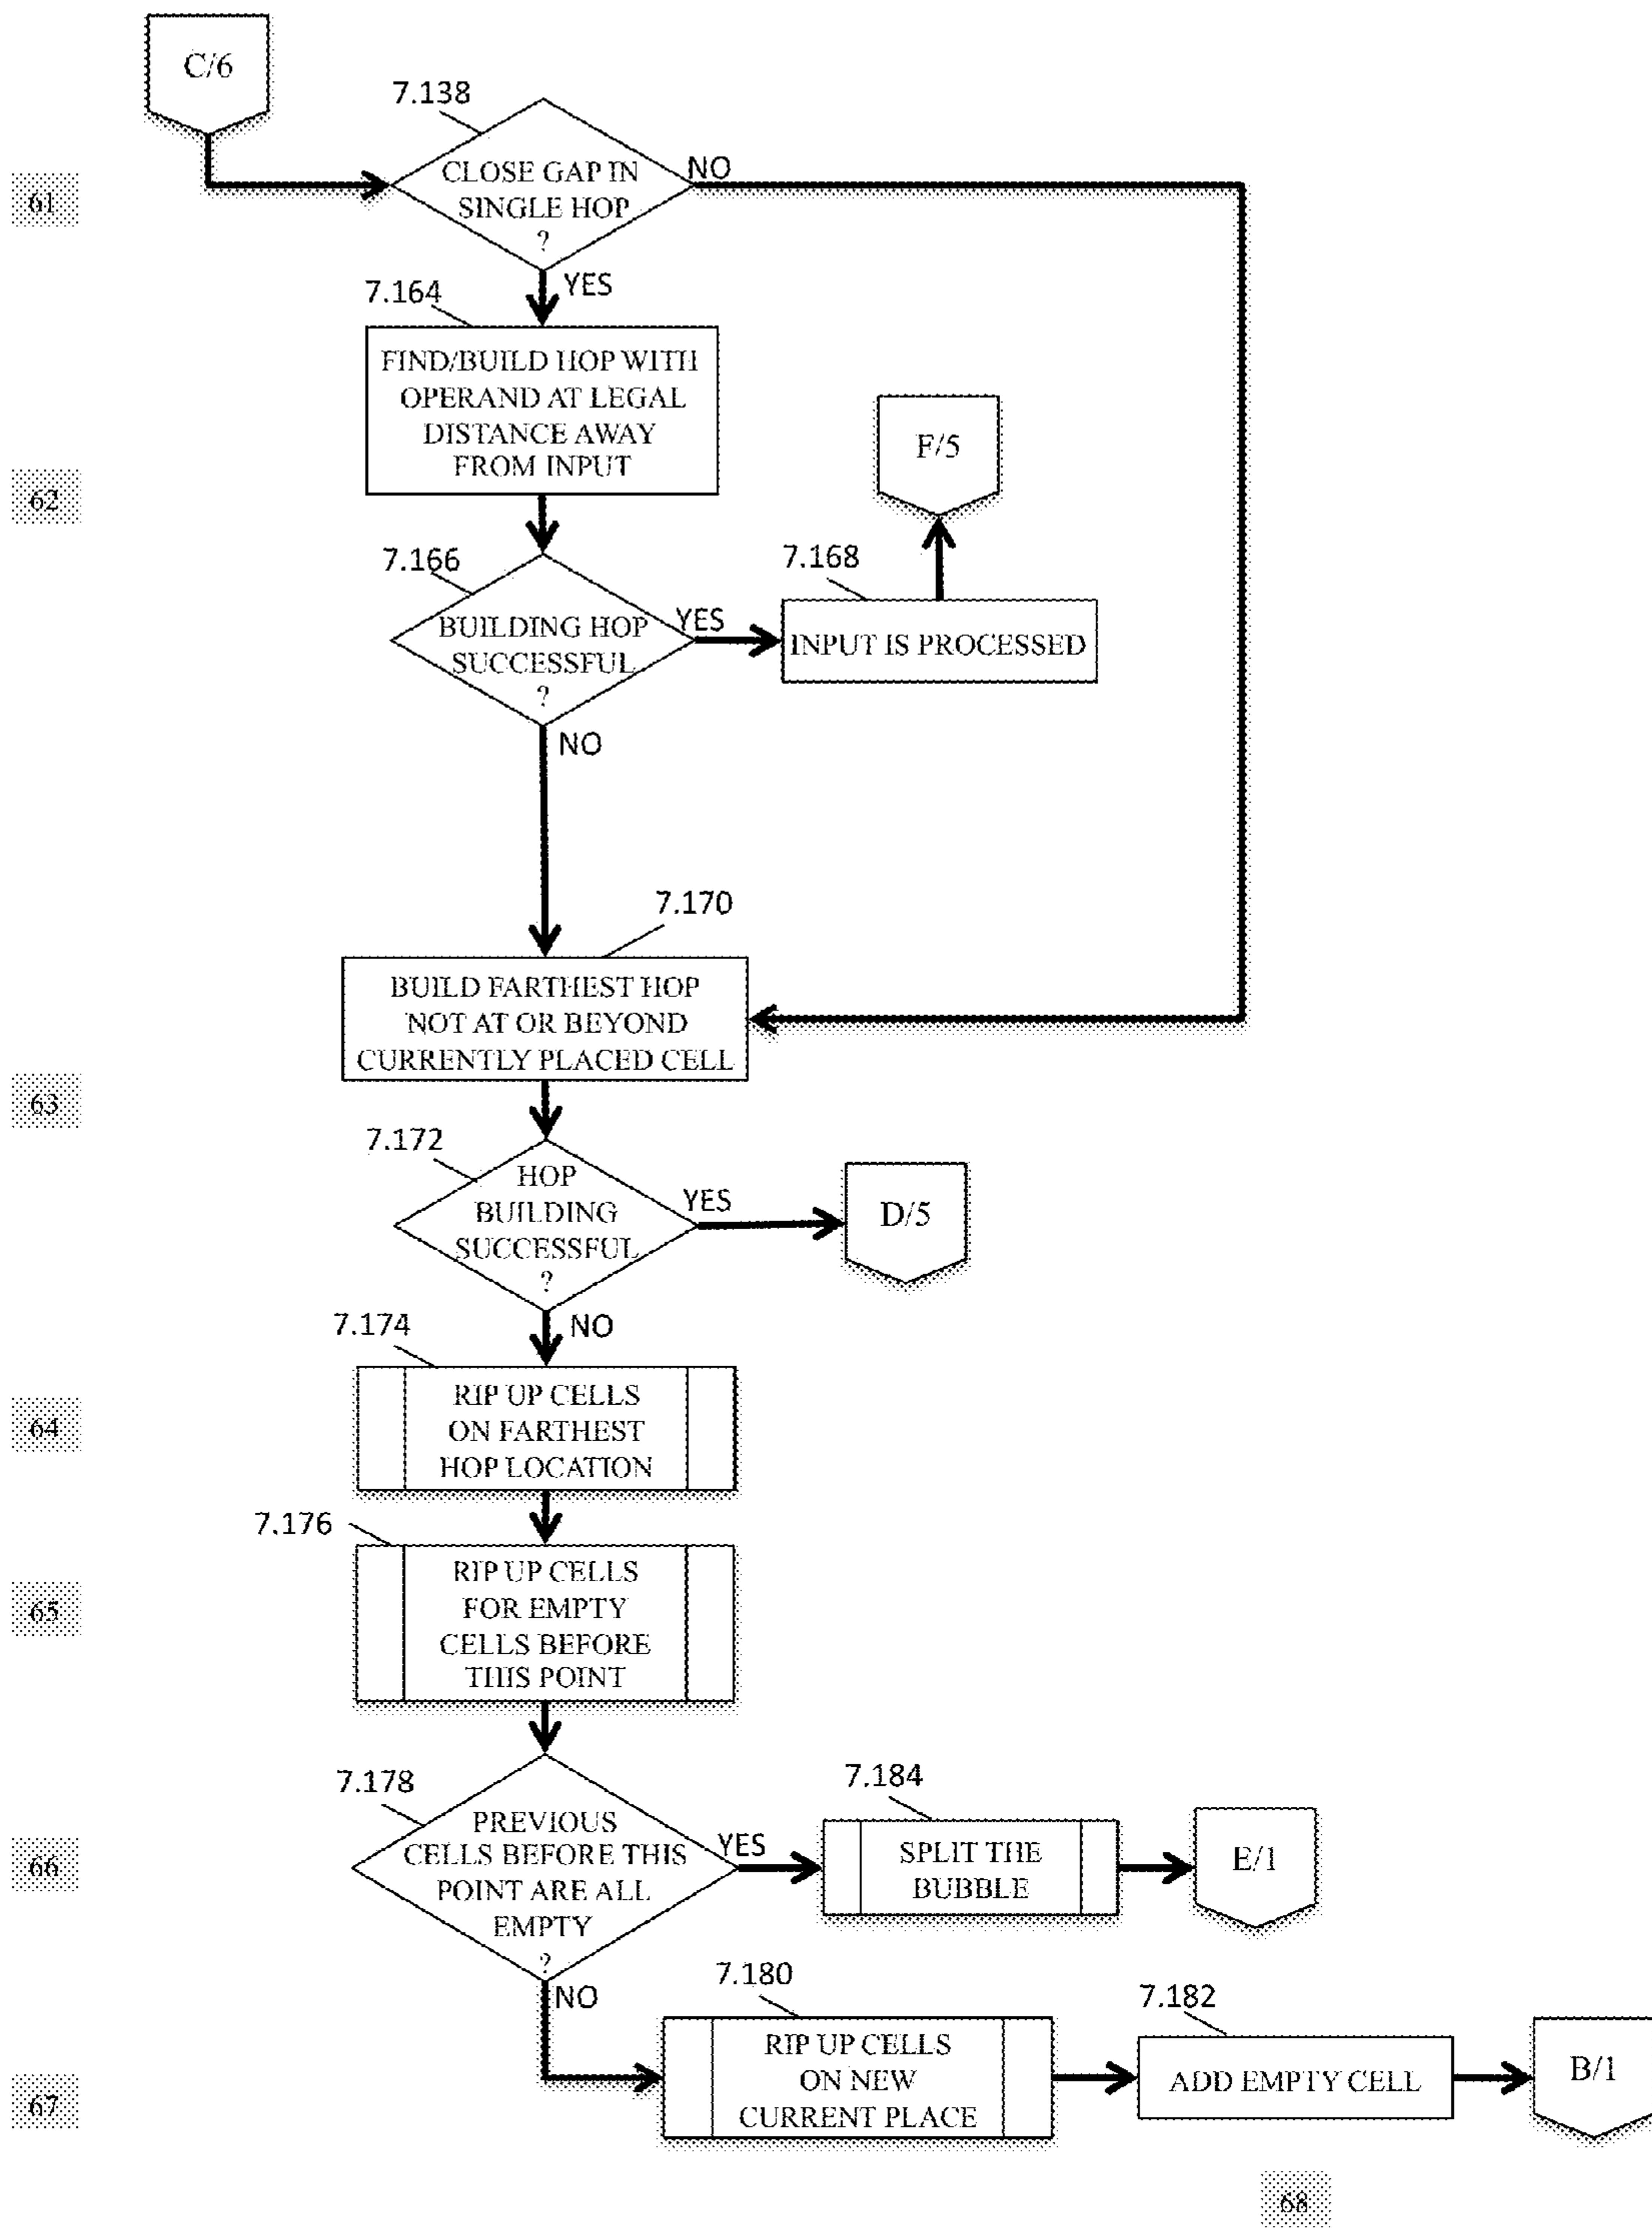 C/6
7.138
61
CLOSE GAP IN
SINGLE HOP
?
NO
YES
7.164
FIND/BUILD HOP WITH
OPERAND AT LEGAL
DISTANCE AWAY
FROM INPUT
62
F/5
7.166
BUILDING HOP
SUCCESSFUL
?
YES
7.168
INPUT IS PROCESSED
NO
7.170
BUILD FARTHEST HOP
NOT AT OR BEYOND
CURRENTLY PLACED CELL
63
7.172
HOP
BUILDING
SUCCESSFUL
?
YES
D/5
NO
7.174
64
RIP UP CELLS
ON FARTHEST
HOP LOCATION
7.176
65
RIP UP CELLS
FOR EMPTY
CELLS BEFORE
THIS POINT
7.178
66
PREVIOUS
CELLS BEFORE THIS
POINT ARE ALL
EMPTY
?
YES
7.184
SPLIT THE
BUBBLE
E/1
NO
7.180
67
RIP UP CELLS
ON NEW
CURRENT PLACE
7.182
ADD EMPTY CELL
B/1
68